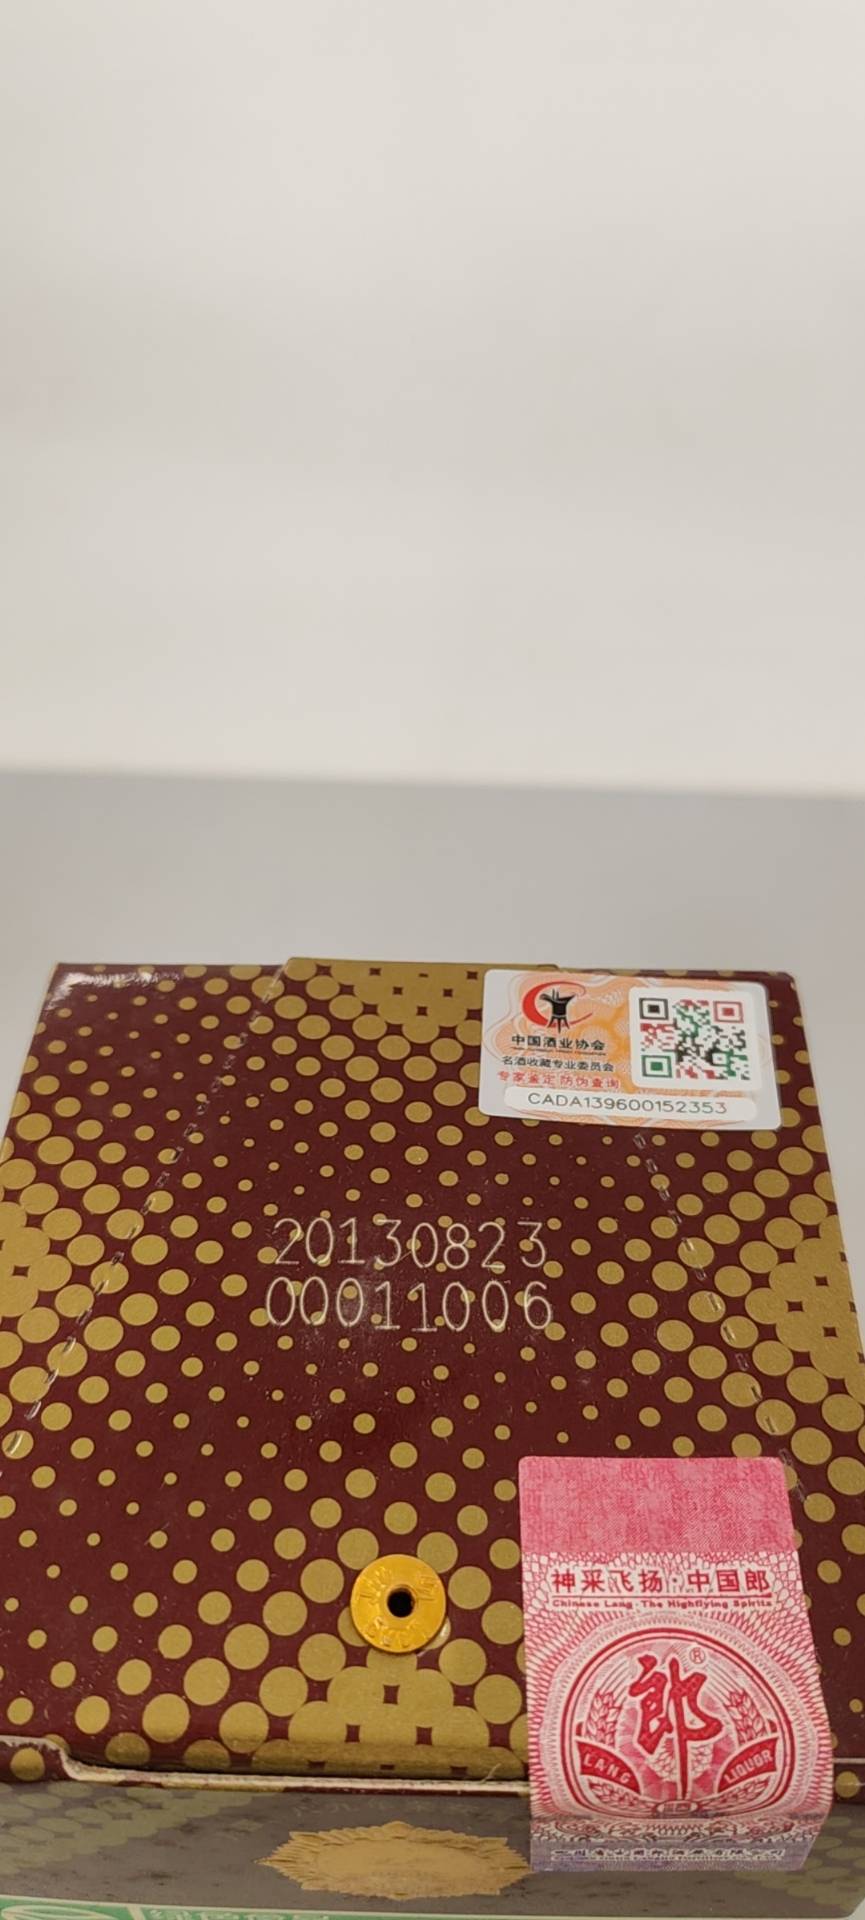 中国酒业协会
名酒收藏专业委员会
专家鉴定 防伪查询
CADA139600152353
20130823
00011006
神采飞扬·中国郎
Chinese Lang·The Highflying Spirits
郎®
LANG LIQUOR